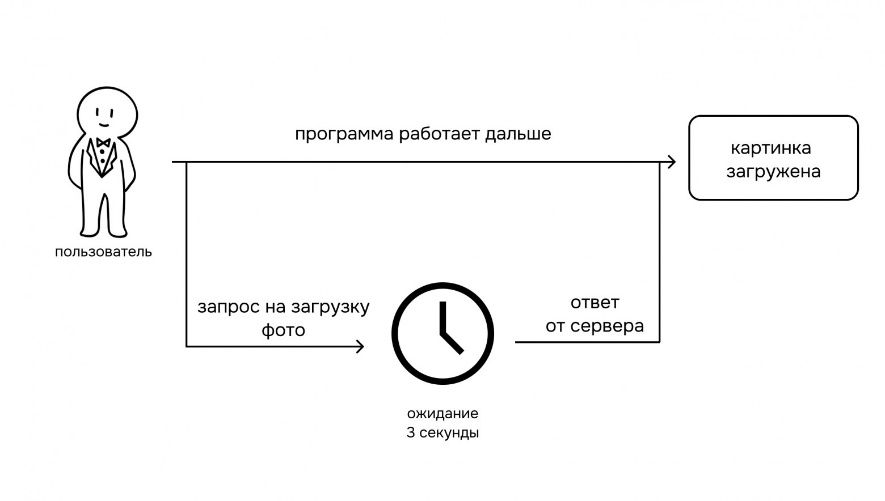 программа работает дальше
картинка
загружена
пользователь
запрос на загрузку
фото
ответ
от сервера
ожидание
3 секунды